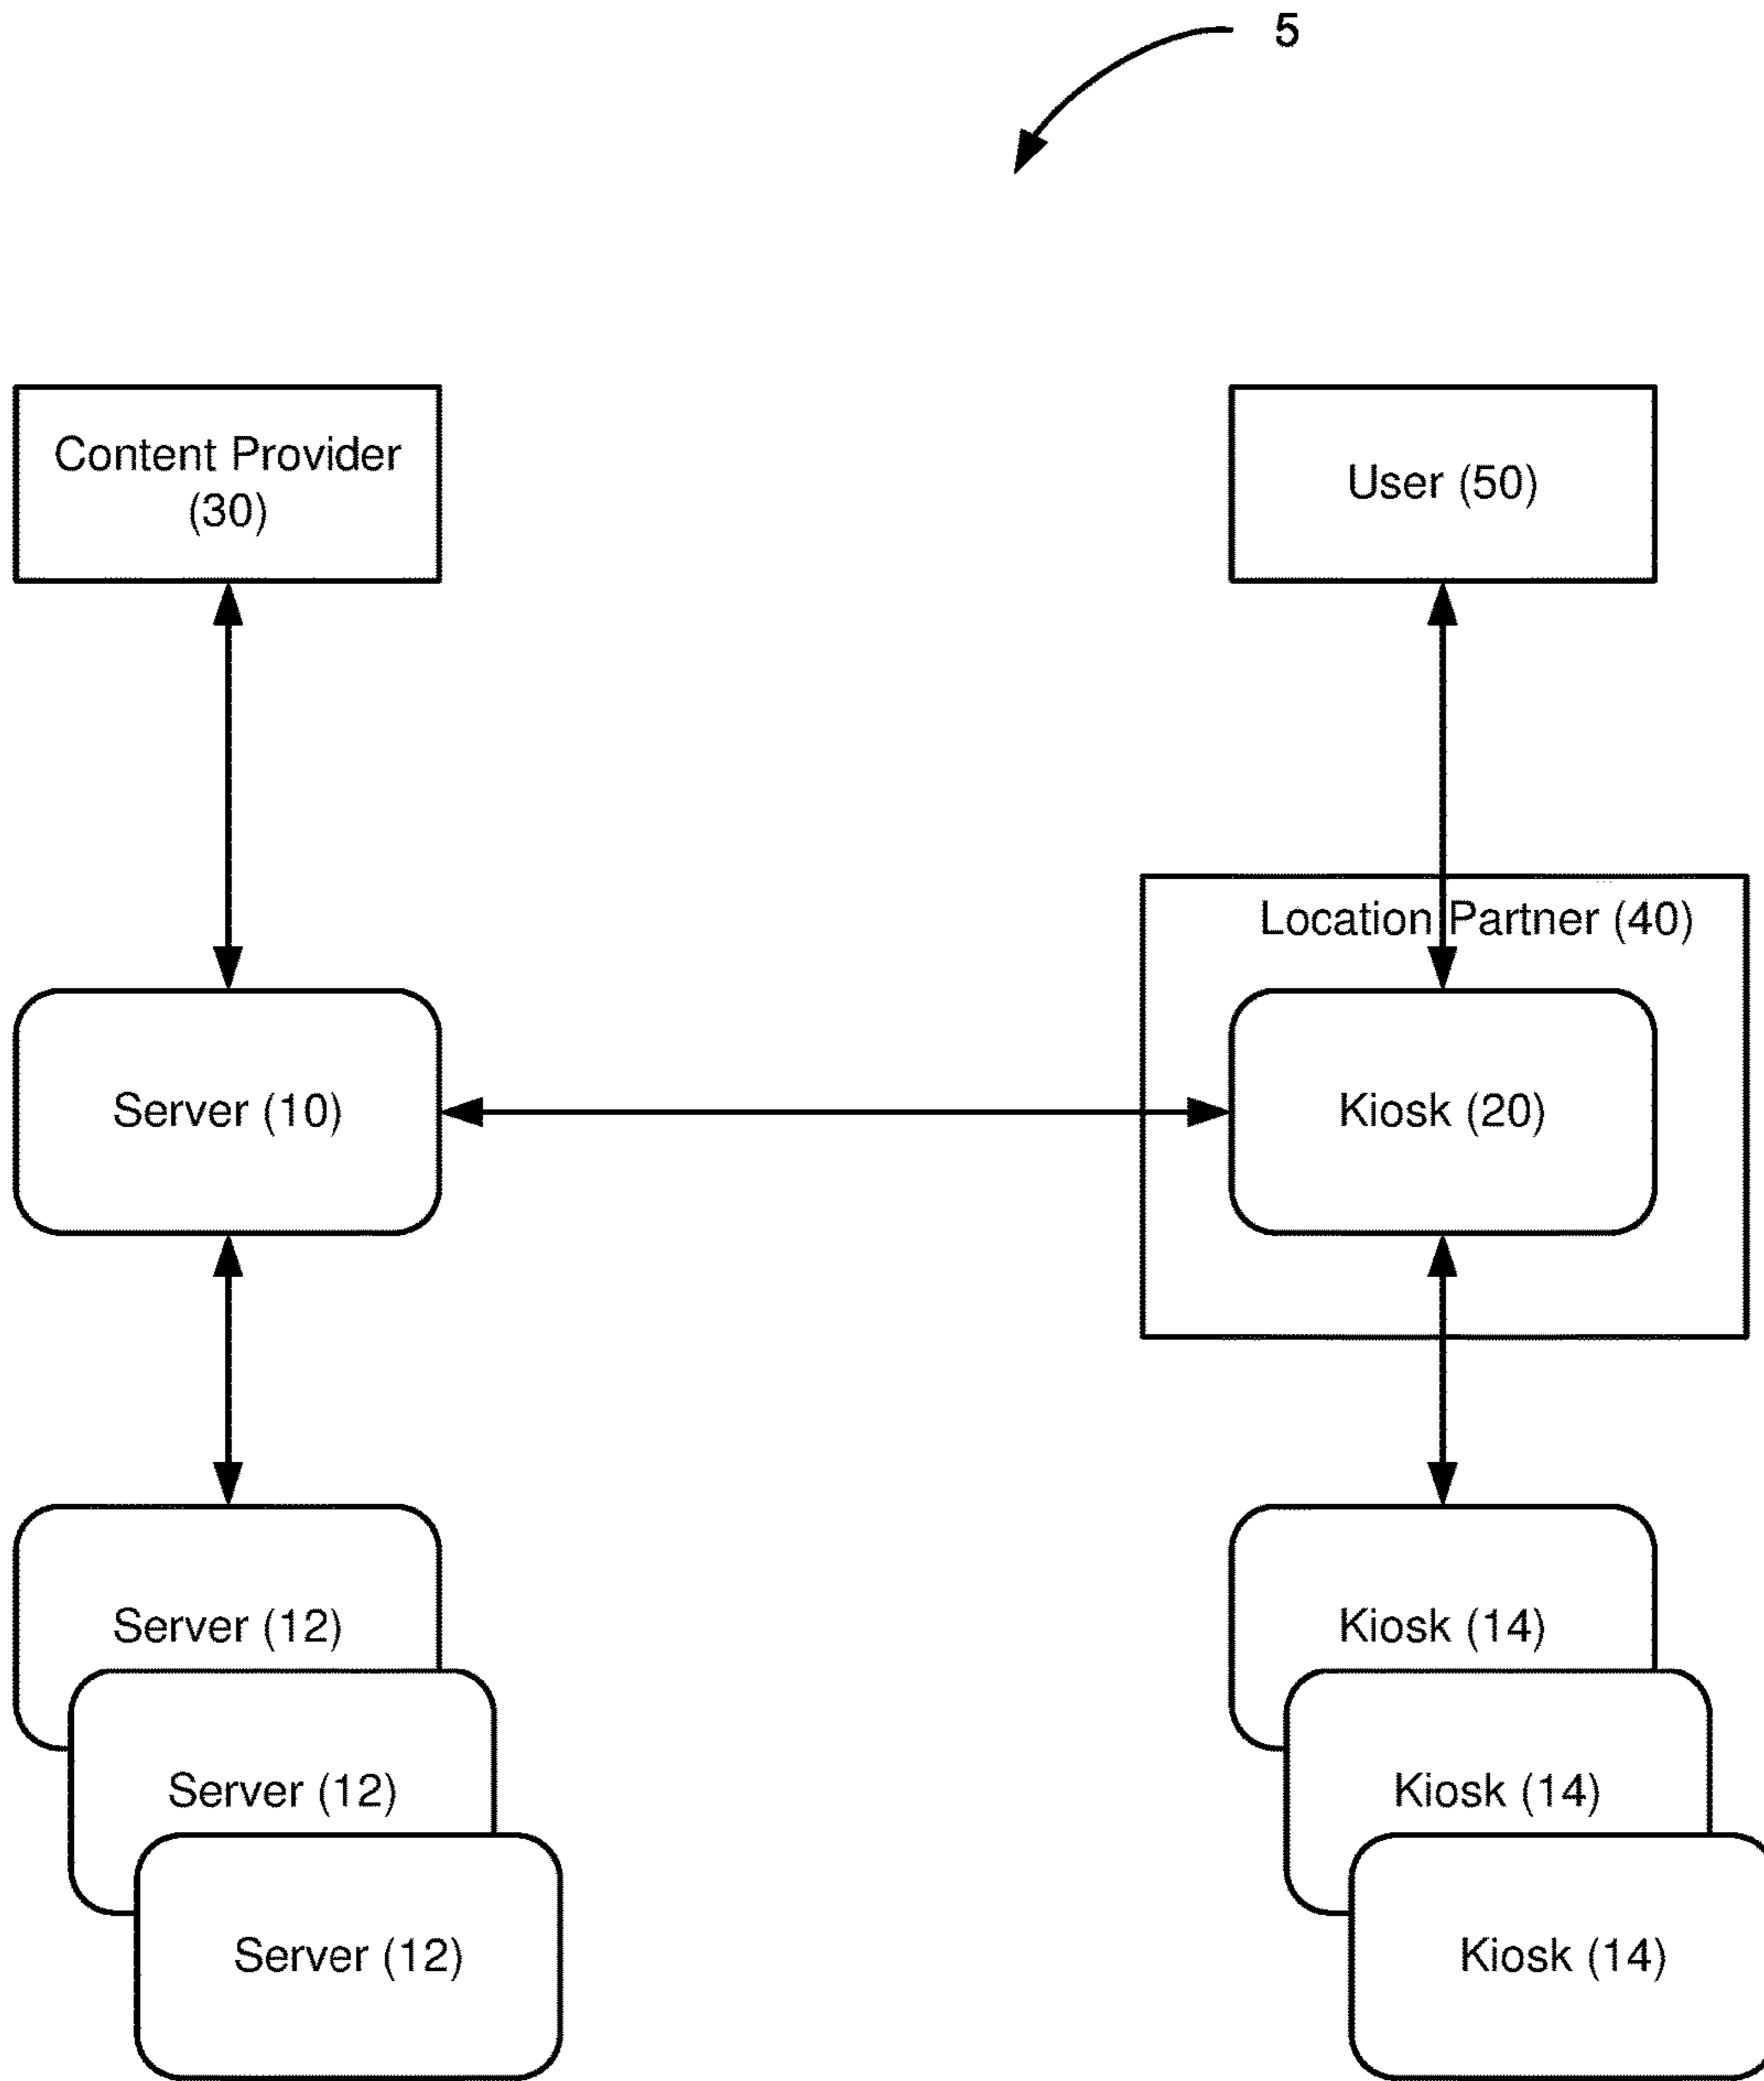 5
Content Provider
(30)
User (50)
Location Partner (40)
Server (10)
Kiosk (20)
Server (12)
Kiosk (14)
Server (12)
Kiosk (14)
Server (12)
Kiosk (14)